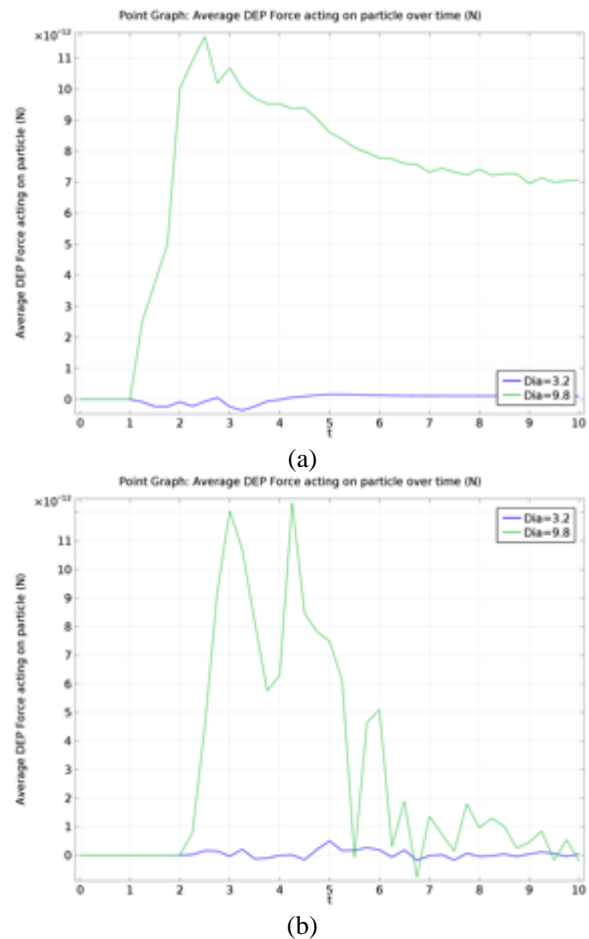 Point Graph: Average DEP Force acting on particle over time (N)
×10⁻¹²
11
10
9
8
7
6
5
4
3
2
1
0
Average DEP Force acting on particle (N)
Dia=3.2
Dia=9.8
0 1 2 3 4 5 6 7 8 9 10
t
(a)
Point Graph: Average DEP Force acting on particle over time (N)
×10⁻¹²
Dia=3.2
Dia=9.8
11
10
9
8
7
6
5
4
3
2
1
0
Average DEP Force acting on particle (N)
0 1 2 3 4 5 6 7 8 9 10
t
(b)